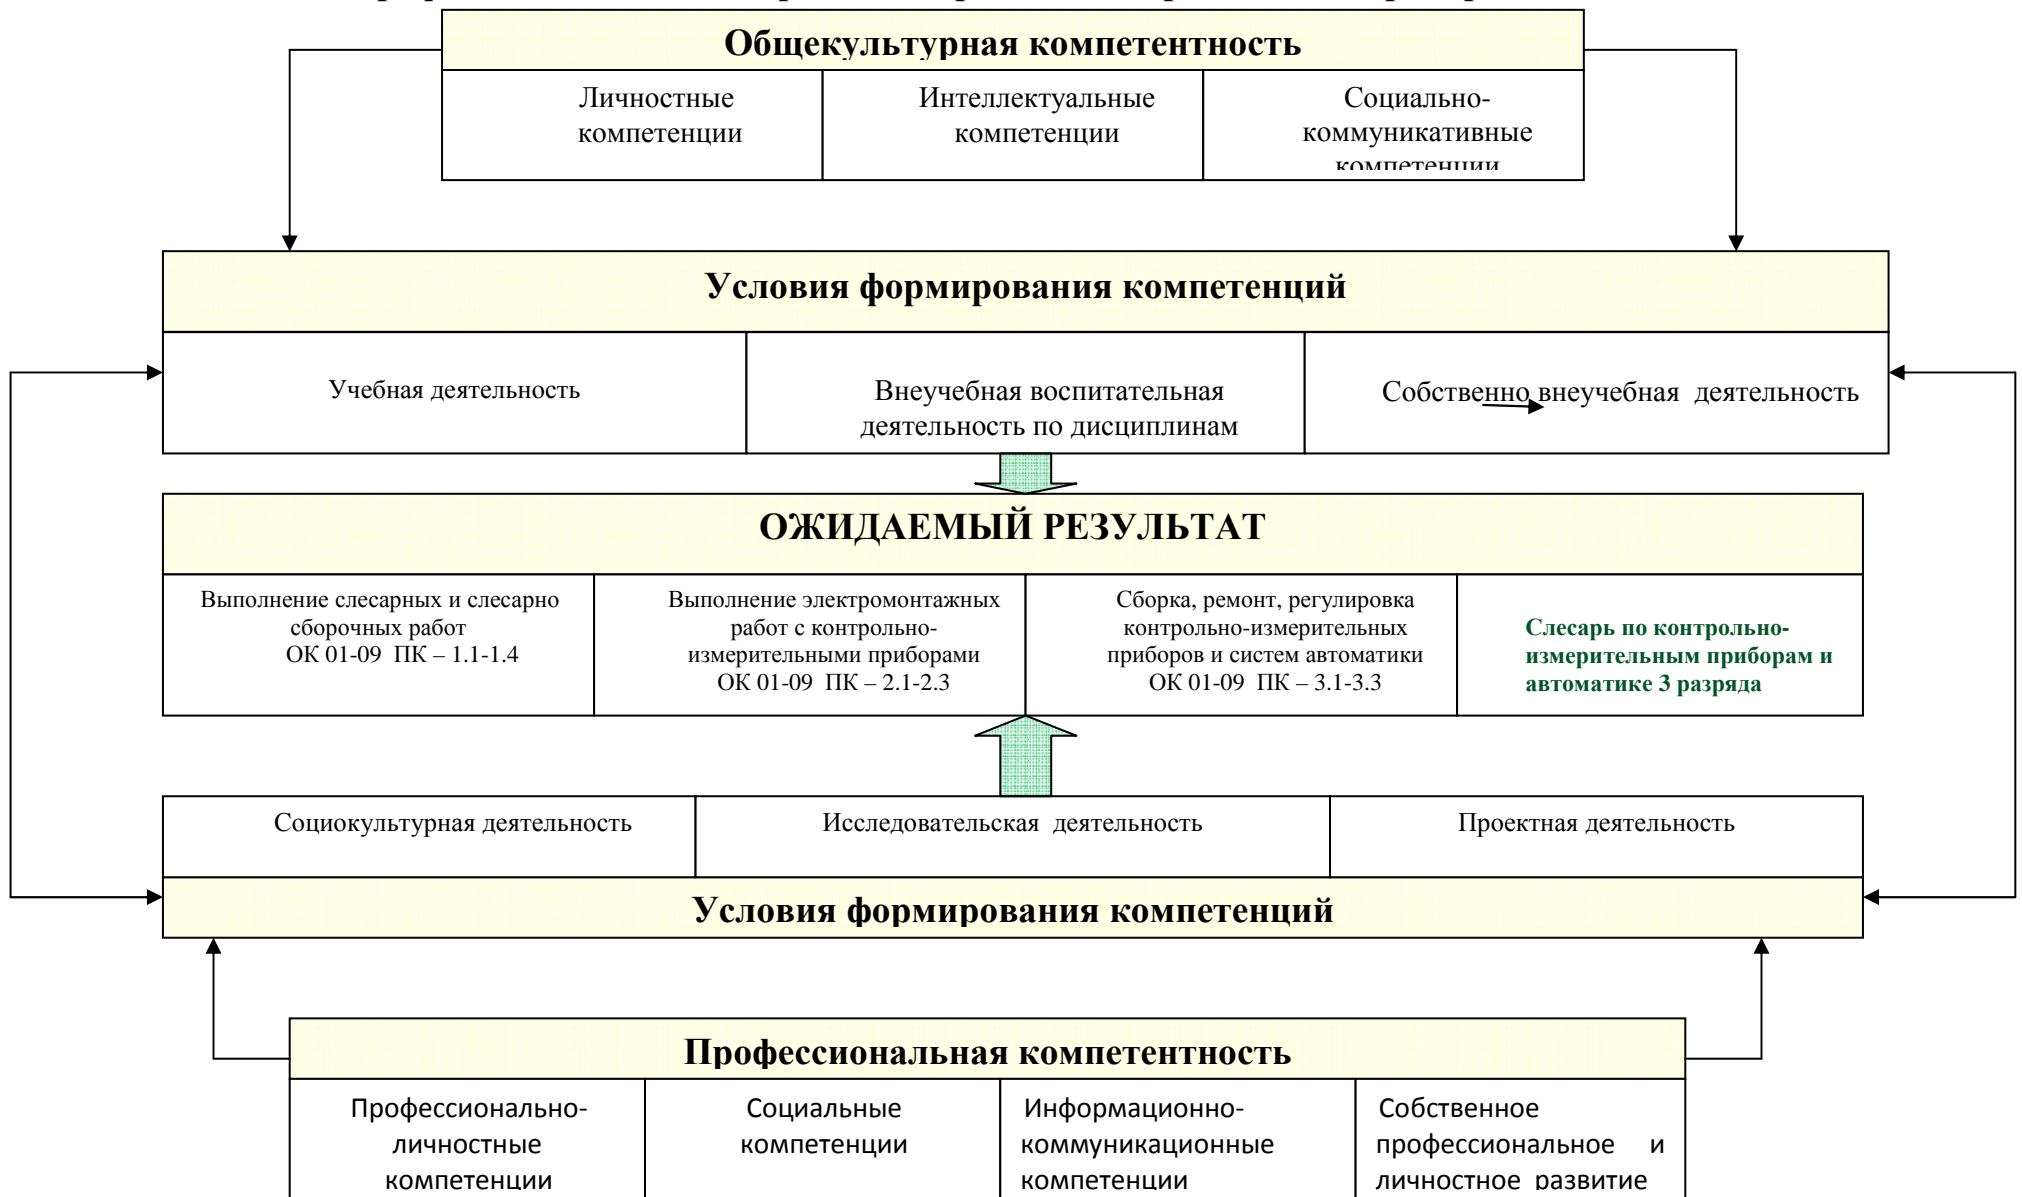 Общекультурная компетентность
Личностные
компетенции
Интеллектуальные
компетенции
Социально-
коммуникативные
компетенции
Условия формирования компетенций
Учебная деятельность
Внеучебная воспитательная
деятельность по дисциплинам
Собственно внеучебная деятельность
ОЖИДАЕМЫЙ РЕЗУЛЬТАТ
Выполнение слесарных и слесарно
сборочных работ
ОК 01-09 ПК – 1.1-1.4
Выполнение электромонтажных
работ с контрольно-
измерительными приборами
ОК 01-09 ПК – 2.1-2.3
Сборка, ремонт, регулировка
контрольно-измерительных
приборов и систем автоматики
ОК 01-09 ПК – 3.1-3.3
Слесарь по контрольно-
измерительным приборам и
автоматике 3 разряда
Социокультурная деятельность
Исследовательская деятельность
Проектная деятельность
Условия формирования компетенций
Профессиональная компетентность
Профессионально-
личностные
компетенции
Социальные
компетенции
Информационно-
коммуникационные
компетенции
Собственное
профессиональное и
личностное развитие